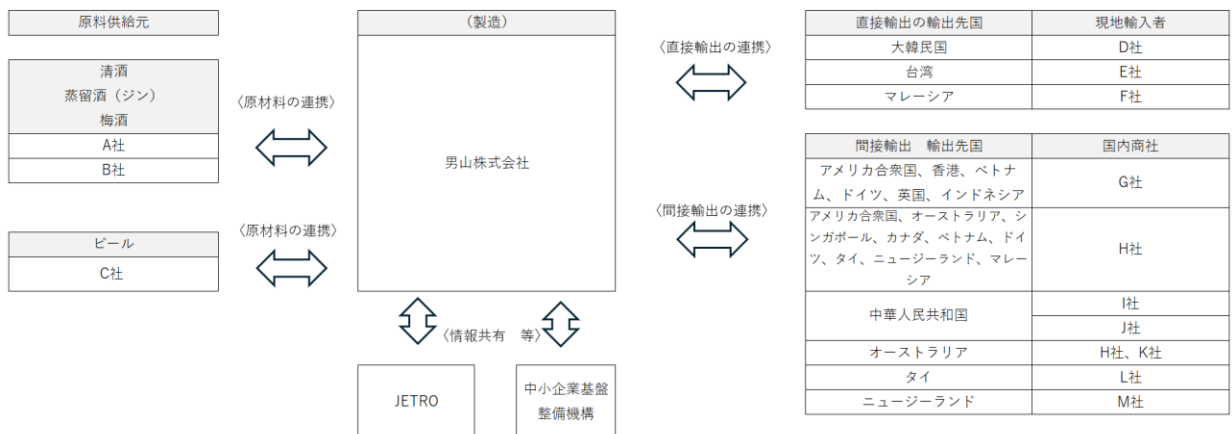 原料供給元
清酒
蒸留酒（ジン）
梅酒
A社
B社
ビール
C社
〈原材料の連携〉
〈原材料の連携〉
（製造）
男山株式会社
〈情報共有　等〉
JETRO
中小企業基盤
整備機構
〈直接輸出の連携〉
〈間接輸出の連携〉
直接輸出の輸出先国　現地輸入者
大韓民国　D社
台湾　E社
マレーシア　F社
間接輸出　輸出先国　国内商社
アメリカ合衆国、香港、ベトナ
ム、ドイツ、英国、インドネシア
G社
アメリカ合衆国、オーストラリア、シ
ンガポール、カナダ、ベトナム、ドイ
ツ、タイ、ニュージーランド、マレー
シア
H社
中華人民共和国
I社
J社
オーストラリア　H社、K社
タイ　L社
ニュージーランド　M社